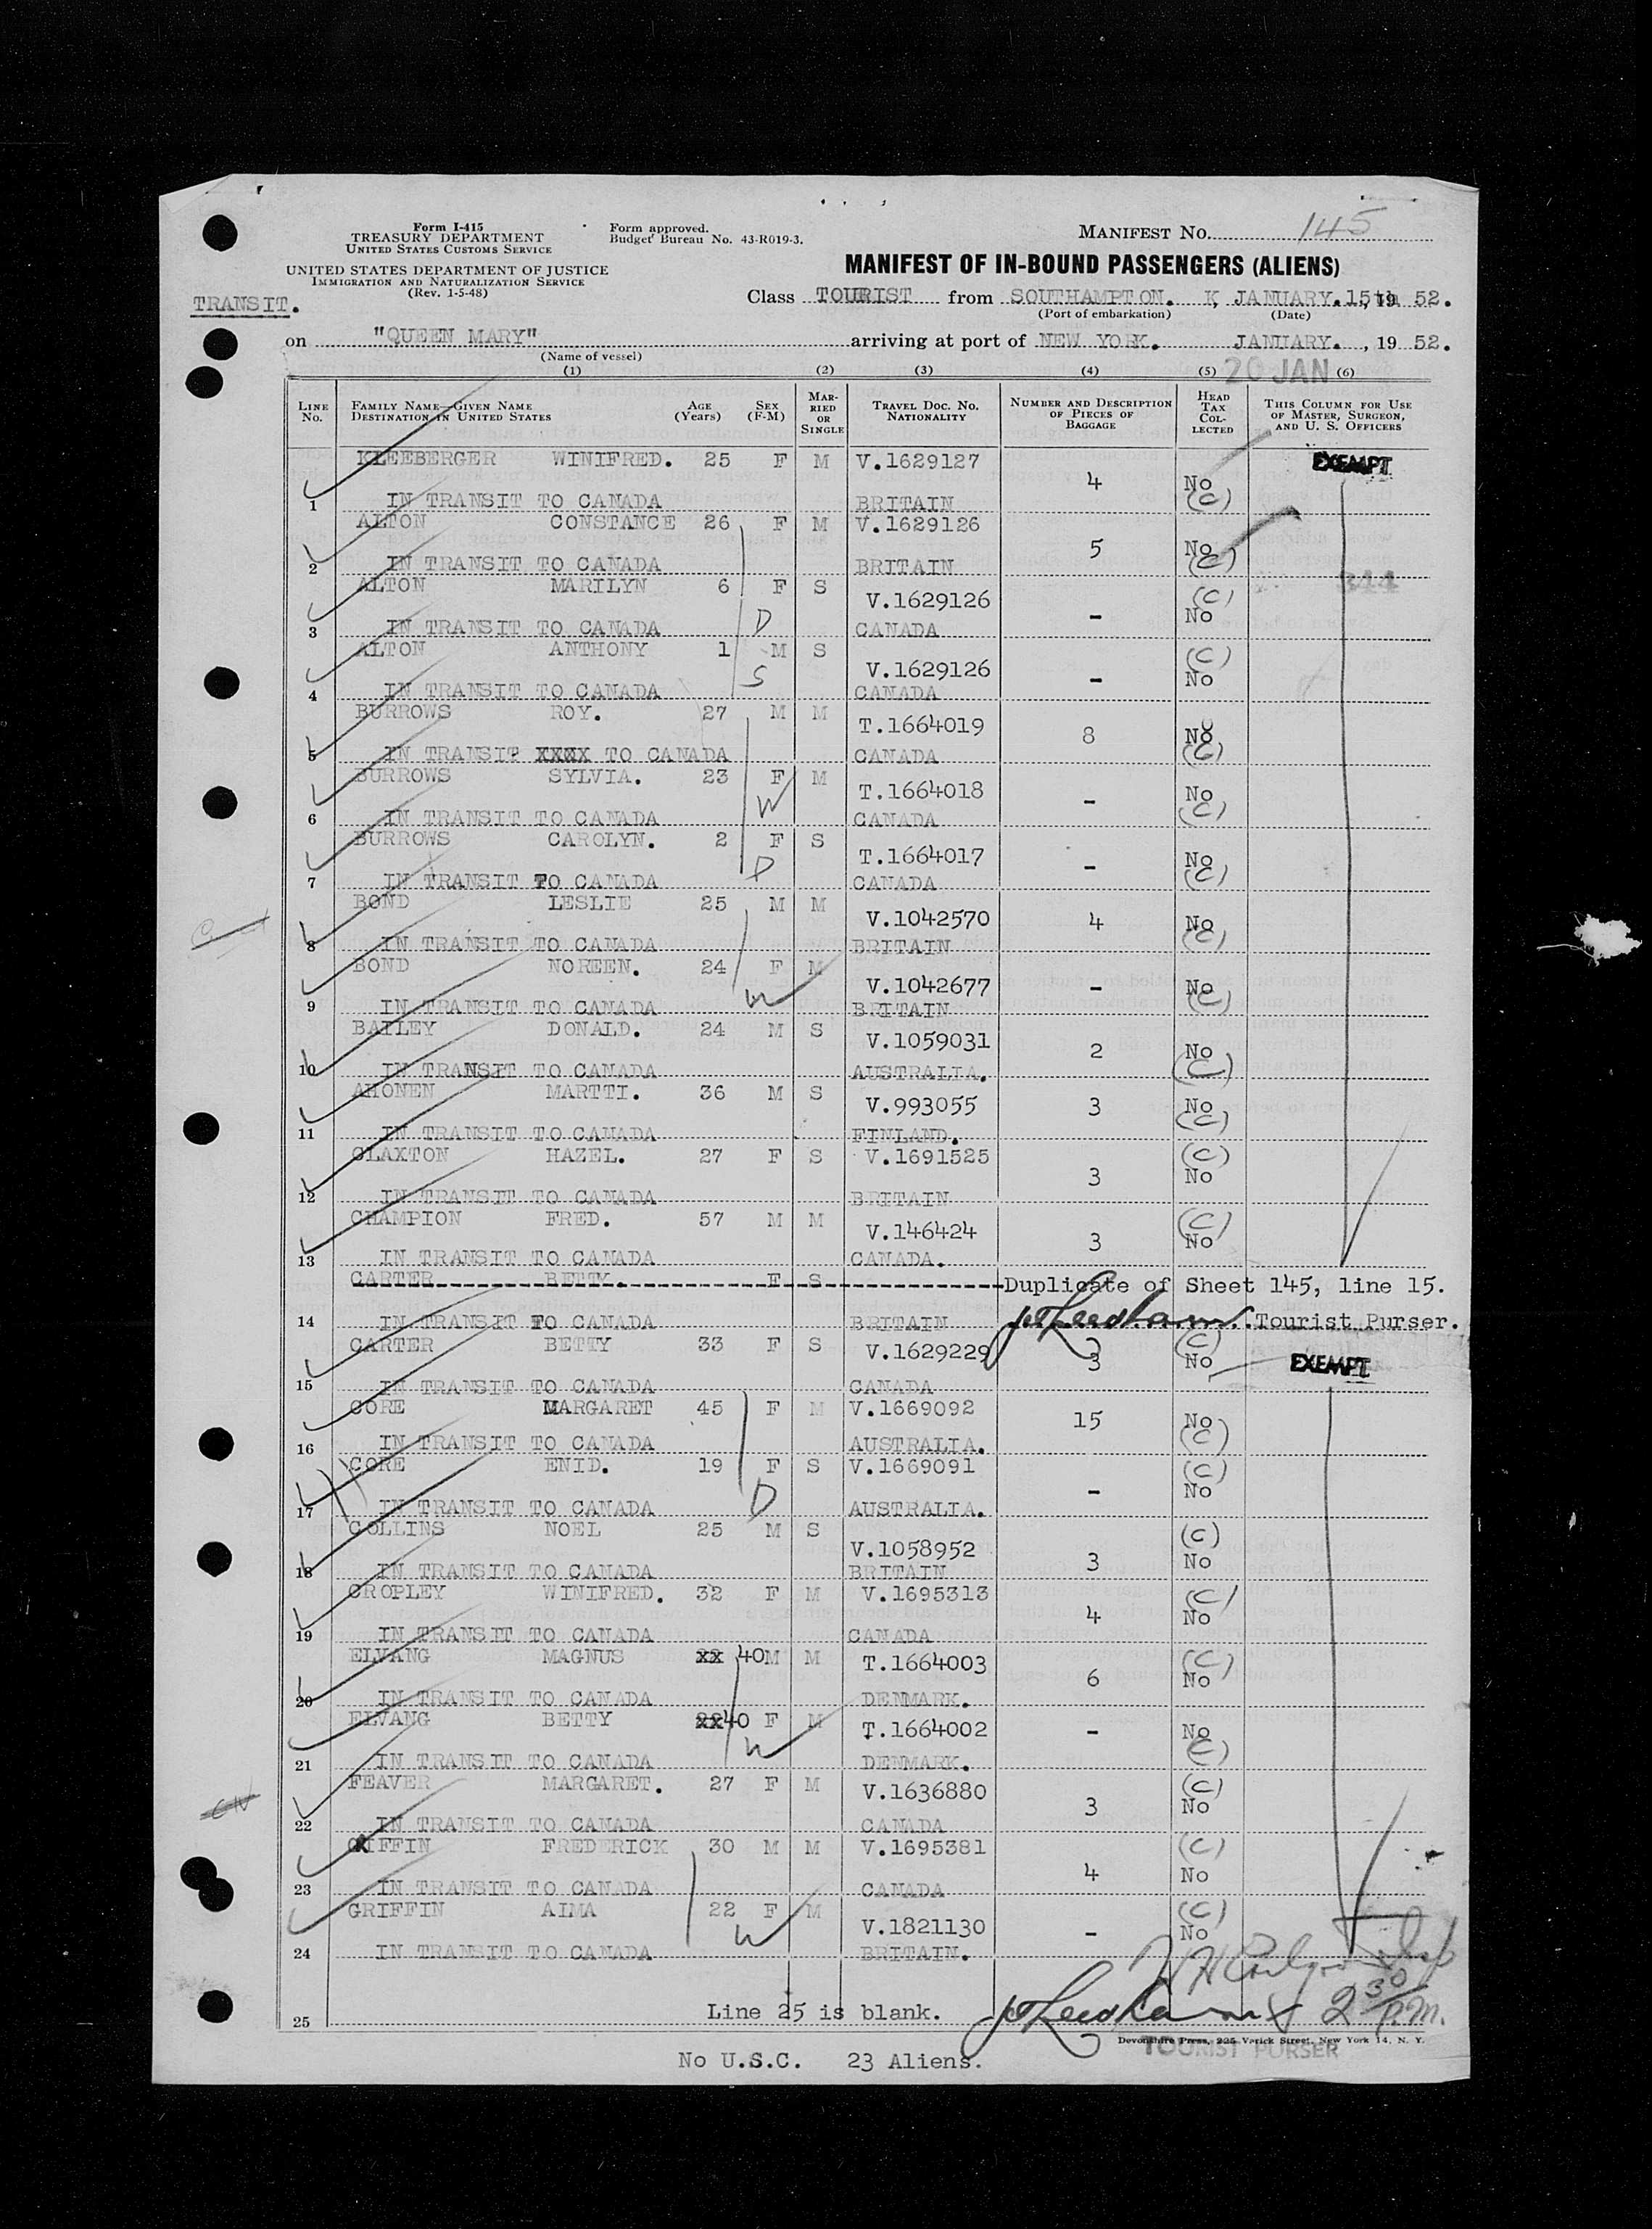 Form I-415
TREASURY DEPARTMENT
UNITED STATES CUSTOMS SERVICE
Form approved.
Budget Bureau No. 43-R019-3.
MANIFEST No. 145
UNITED STATES DEPARTMENT OF JUSTICE
IMMIGRATION AND NATURALIZATION SERVICE
(Rev. 1-5-48)
MANIFEST OF IN-BOUND PASSENGERS (ALIENS)
TRANSIT.
Class TOURIST from SOUTHAMPTON. K, JANUARY. 15th, 19 52.
(Port of embarkation) (Date)
on "QUEEN MARY" arriving at port of NEW YORK. JANUARY. , 19 52.
(Name of vessel)
20 JAN
(1) (2) (3) (4) (5) (6)
LINE No. FAMILY NAME—GIVEN NAME DESTINATION IN UNITED STATES AGE (Years) SEX (F-M) MARRIED OR SINGLE TRAVEL DOC. NO. NATIONALITY NUMBER AND DESCRIPTION OF PIECES OF BAGGAGE HEAD TAX COLLECTED THIS COLUMN FOR USE OF MASTER, SURGEON, AND U. S. OFFICERS
KLEEBERGER WINIFRED. 25 F M V.1629127 4 No (C) EXEMPT
1 IN TRANSIT TO CANADA BRITAIN
ALTON CONSTANCE 26 F M V.1629126 5 No (C)
2 IN TRANSIT TO CANADA BRITAIN
344
ALTON MARILYN 6 F S V.1629126 - (C) No
3 IN TRANSIT TO CANADA D CANADA
ALTON ANTHONY 1 M S V.1629126 - (C) No
4 IN TRANSIT TO CANADA S CANADA
BURROWS ROY. 27 M M T.1664019 8 No (C)
5 IN TRANSIT XXXX TO CANADA CANADA
BURROWS SYLVIA. 23 F M T.1664018 - No (C)
6 IN TRANSIT TO CANADA W CANADA
BURROWS CAROLYN. 2 F S T.1664017 - No (C)
7 IN TRANSIT TO CANADA D CANADA
BOND LESLIE 25 M M V.1042570 4 No (C)
8 IN TRANSIT TO CANADA BRITAIN
BOND NOREEN. 24 F M V.1042677 - No (C)
9 IN TRANSIT TO CANADA W BRITAIN
BAILEY DONALD. 24 M S V.1059031 2 No (C)
10 IN TRANSIT TO CANADA AUSTRALIA.
AHONEN MARTTI. 36 M S V.993055 3 No (C)
11 IN TRANSIT TO CANADA FINLAND.
CLAXTON HAZEL. 27 F S V.1691525 3 (C) No
12 IN TRANSIT TO CANADA BRITAIN
CHAMPION FRED. 57 M M V.146424 3 (C) No
13 IN TRANSIT TO CANADA CANADA.
CARTER BETTY. F S Duplicate of Sheet 145, line 15.
14 IN TRANSIT TO CANADA BRITAIN Tourist Purser.
CARTER BETTY 33 F S V.1629229 3 (C) No EXEMPT
15 IN TRANSIT TO CANADA CANADA
CORE MARGARET 45 F M V.1669092 15 No (C)
16 IN TRANSIT TO CANADA AUSTRALIA.
CORE ENID. 19 F S V.1669091 - (C) No
17 IN TRANSIT TO CANADA D AUSTRALIA.
COLLINS NOEL 25 M S V.1058952 3 (C) No
18 IN TRANSIT TO CANADA BRITAIN
CROPLEY WINIFRED. 32 F M V.1695313 4 (C) No
19 IN TRANSIT TO CANADA CANADA
ELVANG MAGNUS xx 40 M M T.1664003 6 (C) No
20 IN TRANSIT TO CANADA DENMARK.
ELVANG BETTY xx 40 F M T.1664002 - No (C)
21 IN TRANSIT TO CANADA W DENMARK.
FEAVER MARGARET. 27 F M V.1636880 3 (C) No
22 IN TRANSIT TO CANADA CANADA
GRIFFIN FREDERICK 30 M M V.1695381 4 (C) No
23 IN TRANSIT TO CANADA CANADA
GRIFFIN ALMA 22 F M V.1821130 - (C) No
24 IN TRANSIT TO CANADA W BRITAIN.
25 Line 25 is blank. 2 30 P.M.
Devonshire Press, 225 Varick Street, New York 14, N. Y.
TOURIST PURSER
No U.S.C. 23 Aliens.